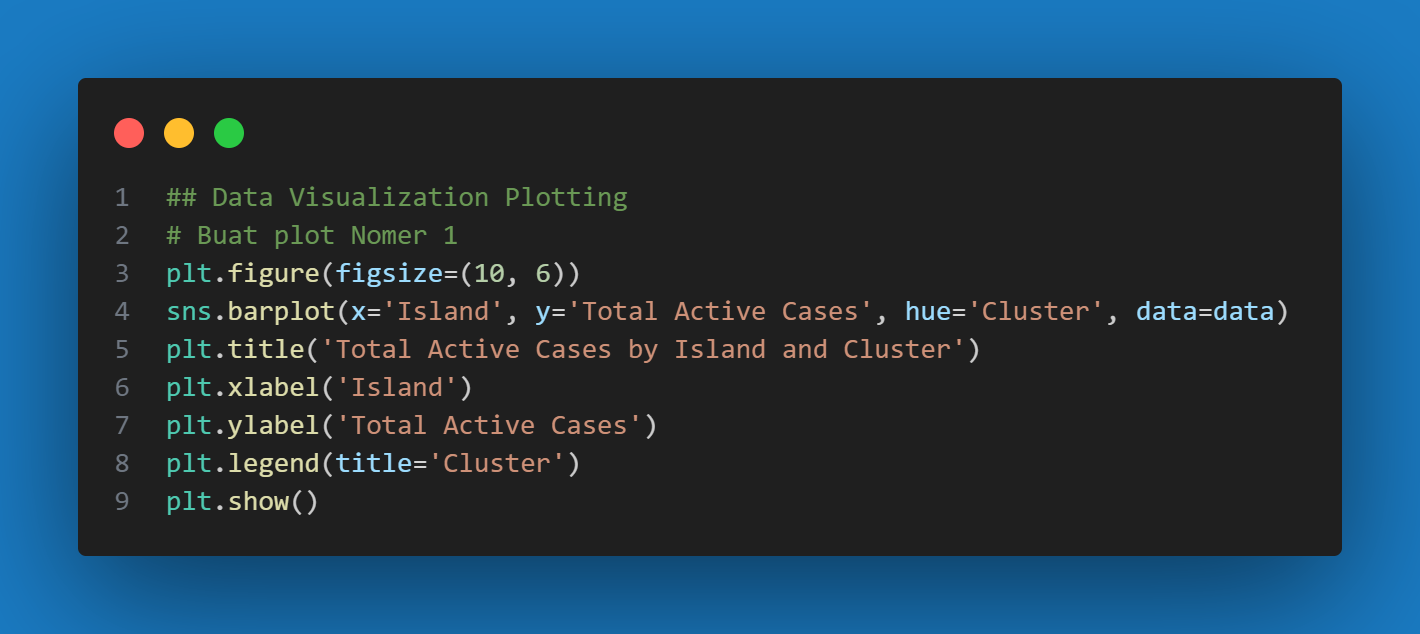 1 ## Data Visualization Plotting
2 # Buat plot Nomer 1
3 plt.figure(figsize=(10, 6))
4 sns.barplot(x='Island', y='Total Active Cases', hue='Cluster', data=data)
5 plt.title('Total Active Cases by Island and Cluster')
6 plt.xlabel('Island')
7 plt.ylabel('Total Active Cases')
8 plt.legend(title='Cluster')
9 plt.show()